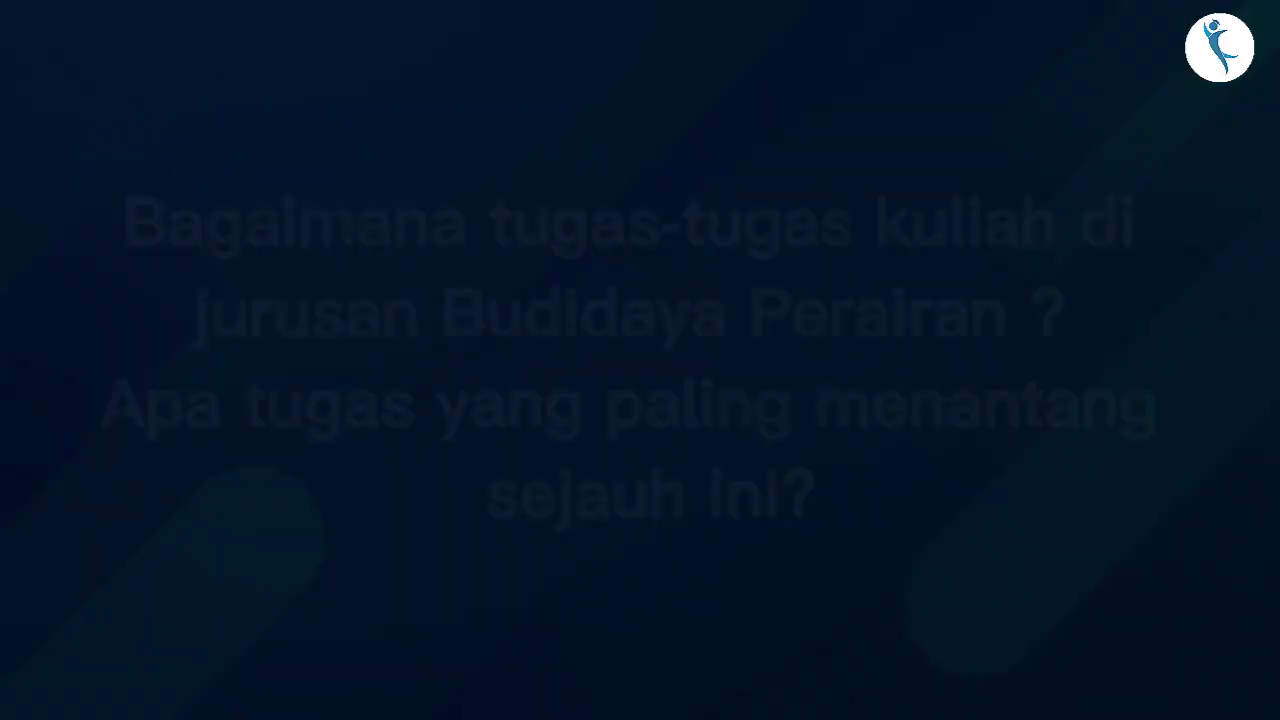 Bagaimana tugas-tugas kuliah di
jurusan Budidaya Perairan ?
Apa tugas yang paling menantang
sejauh ini?